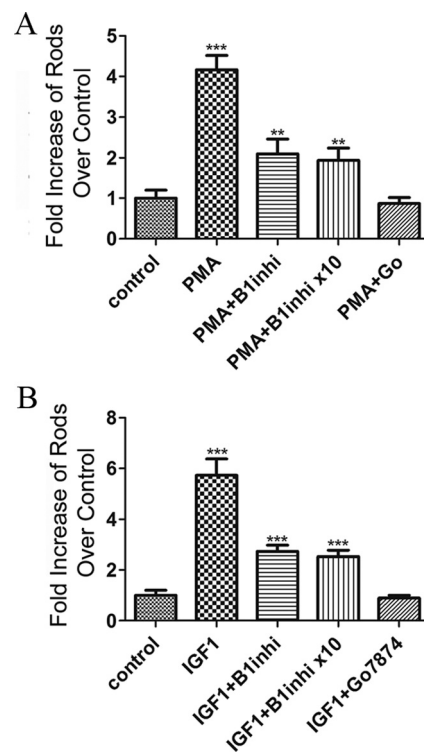 A
Fold Increase of Rods
Over Control
5
4
3
2
1
0
***
**
**
control
PMA
PMA+B1inhi
PMA+B1inhi x10
PMA+Go
B
Fold Increase of Rods
Over Control
8
6
4
2
0
***
***
***
control
IGF1
IGF1+B1inhi
IGF1+B1inhi x10
IGF1+Go7874